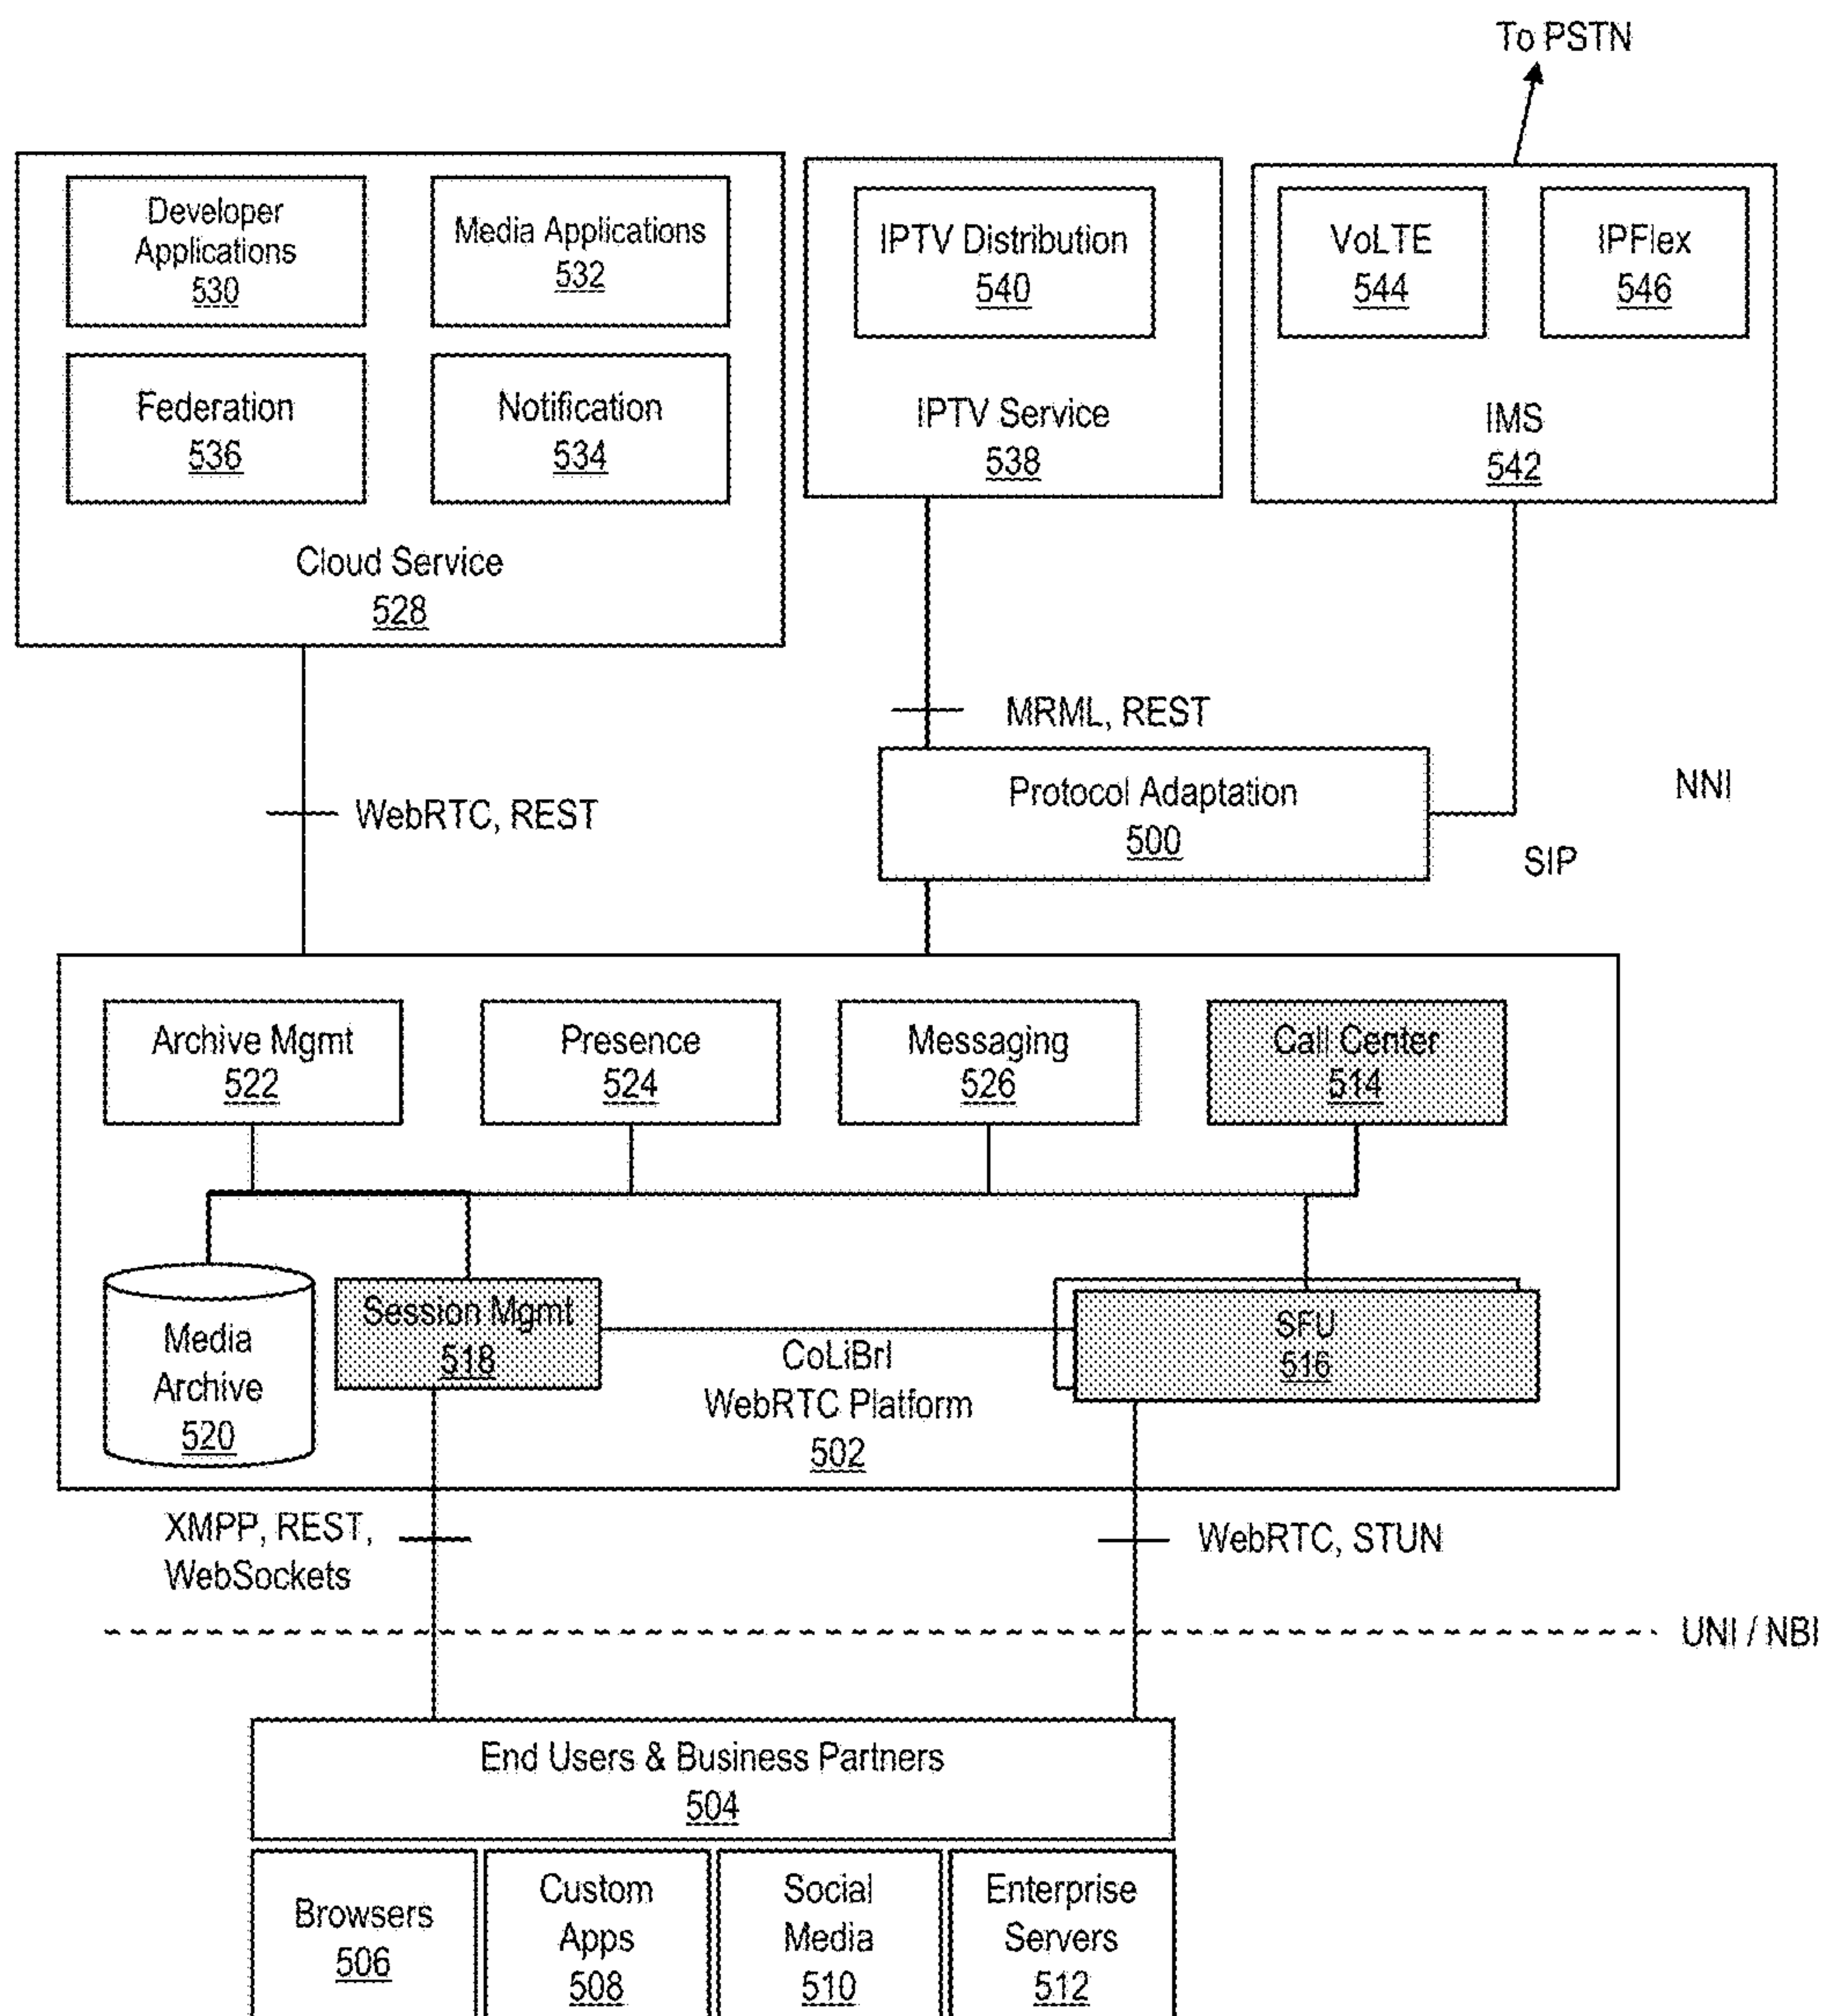 To PSTN
Developer
Applications
530
Media Applications
532
Federation
536
Notification
534
Cloud Service
528
IPTV Distribution
540
IPTV Service
538
VoLTE
544
IPFlex
546
IMS
542
MRML, REST
WebRTC, REST
Protocol Adaptation
500
NNI
SIP
Archive Mgmt
522
Presence
524
Messaging
526
Call Center
514
Media
Archive
520
Session Mgmt
518
CoLiBrI
WebRTC Platform
502
SFU
516
XMPP, REST,
WebSockets
WebRTC, STUN
UNI / NBI
End Users & Business Partners
504
Browsers
506
Custom
Apps
508
Social
Media
510
Enterprise
Servers
512